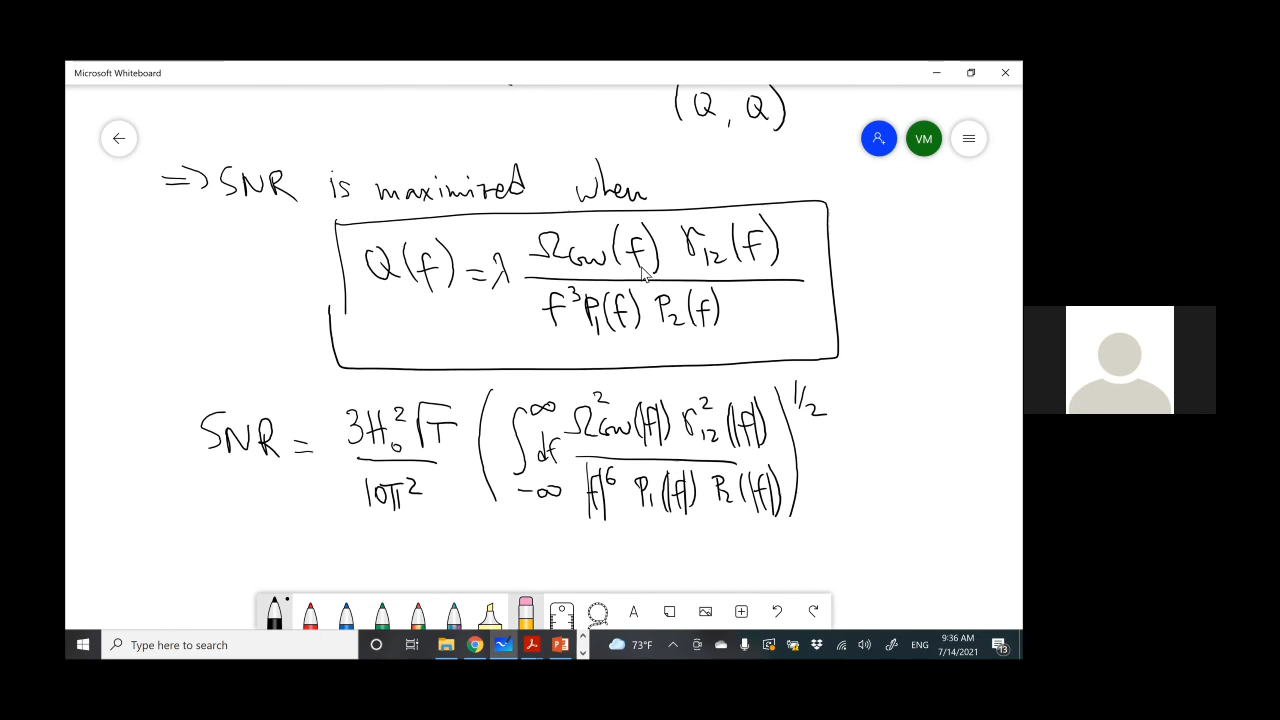 Microsoft Whiteboard
(Q, Q)
VM
=> SNR is maximized when
Q(f) = λ Ω_GW(f) γ_12(f) / f^3 P_1(f) P_2(f)
SNR = 3H_0^2 √T / 10π^2 ( ∫_{-∞}^{∞} df Ω_GW^2(|f|) γ_12^2(|f|) / |f|^6 P_1(|f|) P_2(|f|) )^{1/2}
A
Type here to search
73°F
ENG
9:36 AM
7/14/2021
13